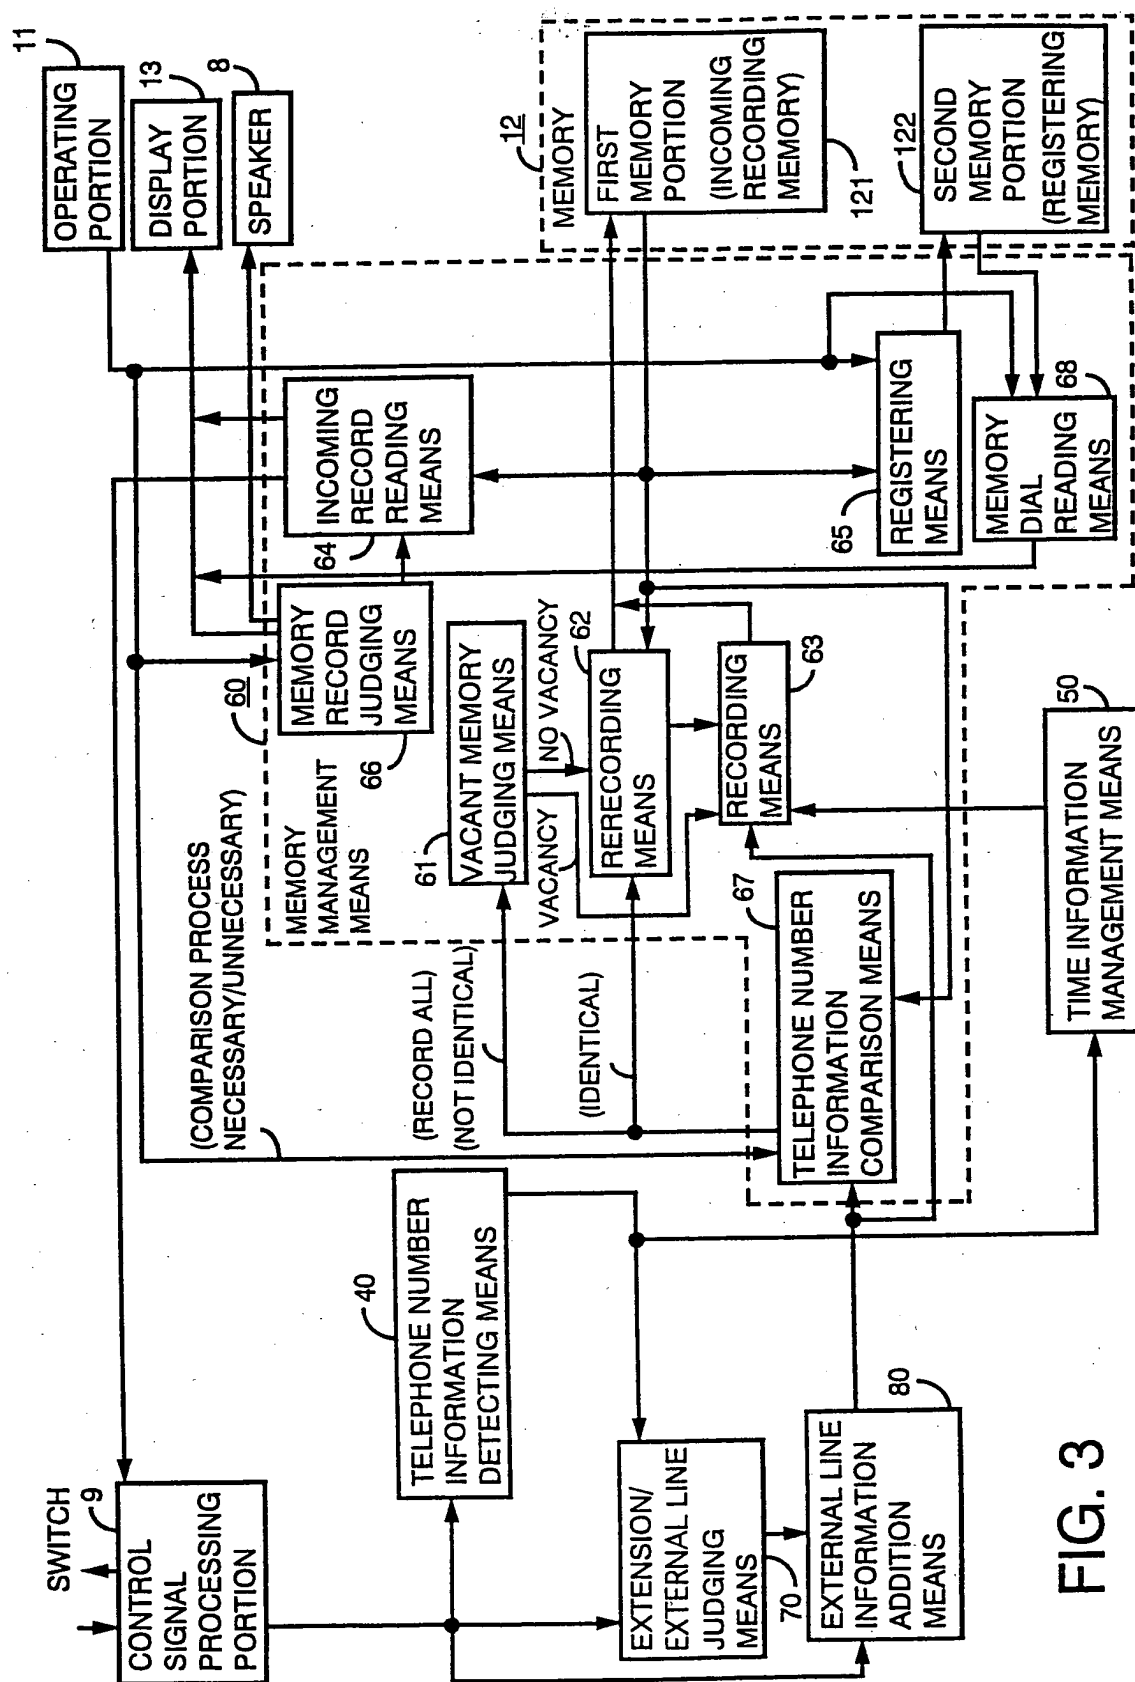 SWITCH
9
CONTROL
SIGNAL
PROCESSING
PORTION
(COMPARISON PROCESS
NECESSARY/UNNECESSARY)
11
OPERATING
PORTION
13
DISPLAY
PORTION
8
SPEAKER
60
MEMORY
MANAGEMENT
MEANS
MEMORY
RECORD
JUDGING
MEANS
66
INCOMING
RECORD
READING
MEANS
64
40
TELEPHONE NUMBER
INFORMATION
DETECTING MEANS
(RECORD ALL)
(NOT IDENTICAL)
(IDENTICAL)
61
VACANT MEMORY
JUDGING MEANS
VACANCY
NO VACANCY
62
RERECORDING
MEANS
RECORDING
MEANS
63
12
MEMORY
FIRST
MEMORY
PORTION
(INCOMING
RECORDING
MEMORY)
121
122
SECOND
MEMORY
PORTION
(REGISTERING
MEMORY)
65
REGISTERING
MEANS
MEMORY
DIAL
READING
MEANS
68
67
TELEPHONE NUMBER
INFORMATION
COMPARISON MEANS
EXTENSION/
EXTERNAL LINE
JUDGING
MEANS
70
EXTERNAL LINE
INFORMATION
ADDITION
MEANS
80
50
TIME INFORMATION
MANAGEMENT MEANS
FIG. 3